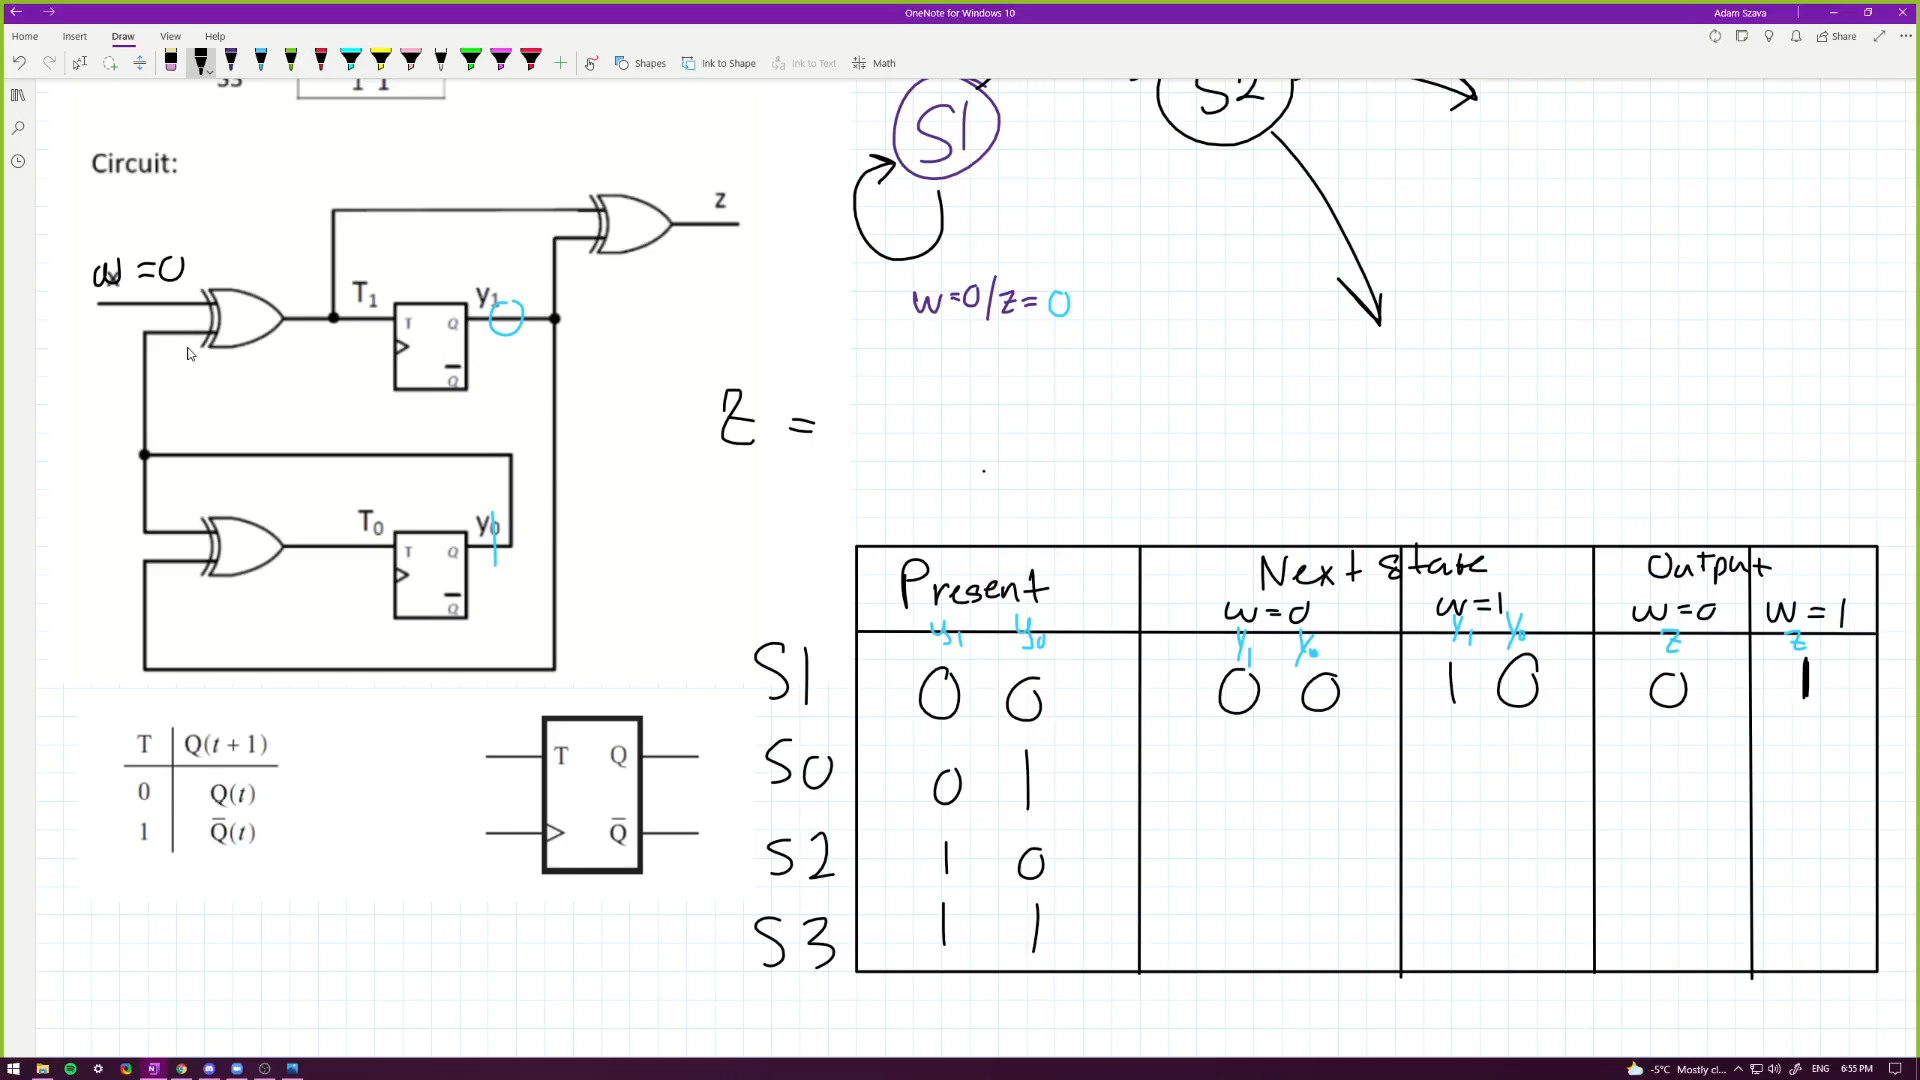 OneNote for Windows 10
Adam Szava
Home Insert Draw View Help
Share
Shapes Ink to Shape Ink to Text Math
S3 1 1
S1
S2
Circuit:
z
w = 0
T1 y1
T Q
Q̅
w=0/z=0
Z =
T0 y0
T Q
Q̅
Present Next State Output
w=0 w=1 w=0 W=1
y1 y0 y1 y0 y1 y0 z z
S1 0 0 0 0 1 0 0 1
S0 0 1
S2 1 0
S3 1 1
T Q(t + 1)
0 Q(t)
1 Q̅(t)
T Q
Q̅
-5°C Mostly cl... ENG 6:55 PM